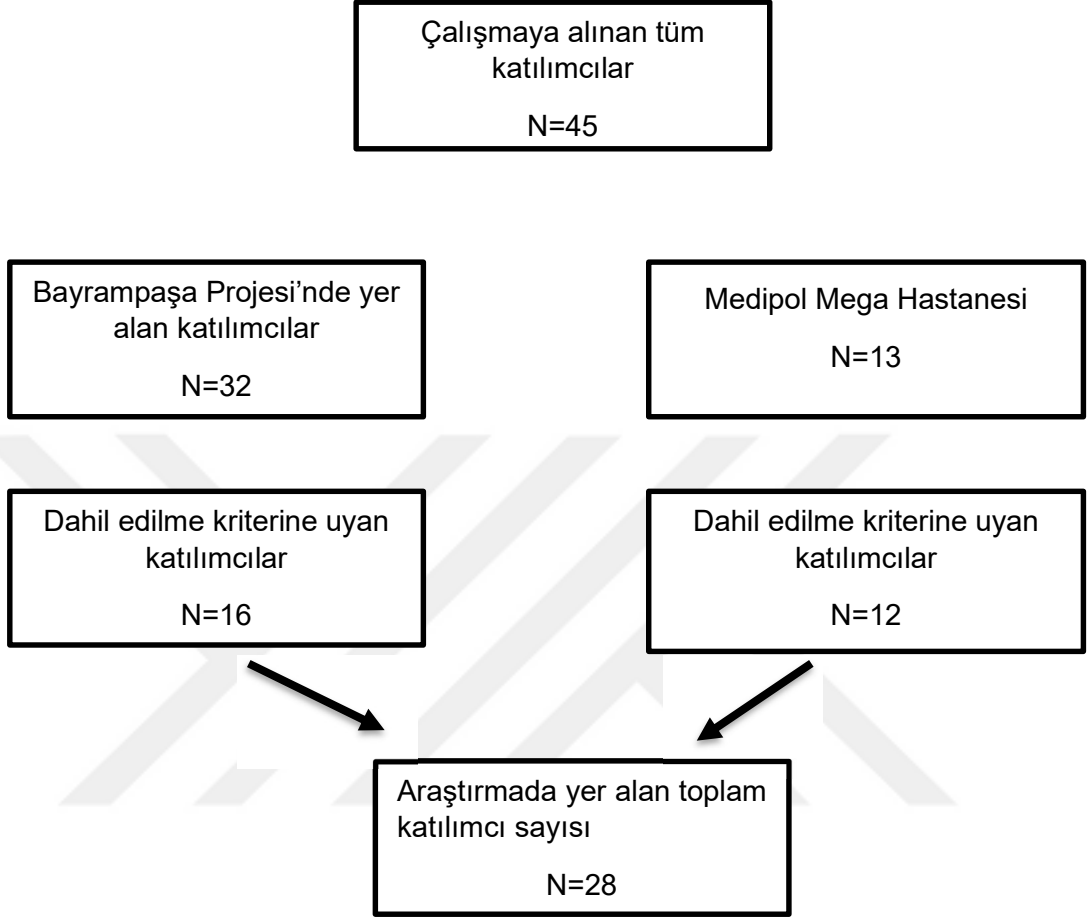 Çalışmaya alınan tüm
katılımcılar
N=45
Bayrampaşa Projesi’nde yer
alan katılımcılar
N=32
Medipol Mega Hastanesi
N=13
Dahil edilme kriterine uyan
katılımcılar
N=16
Dahil edilme kriterine uyan
katılımcılar
N=12
Araştırmada yer alan toplam
katılımcı sayısı
N=28